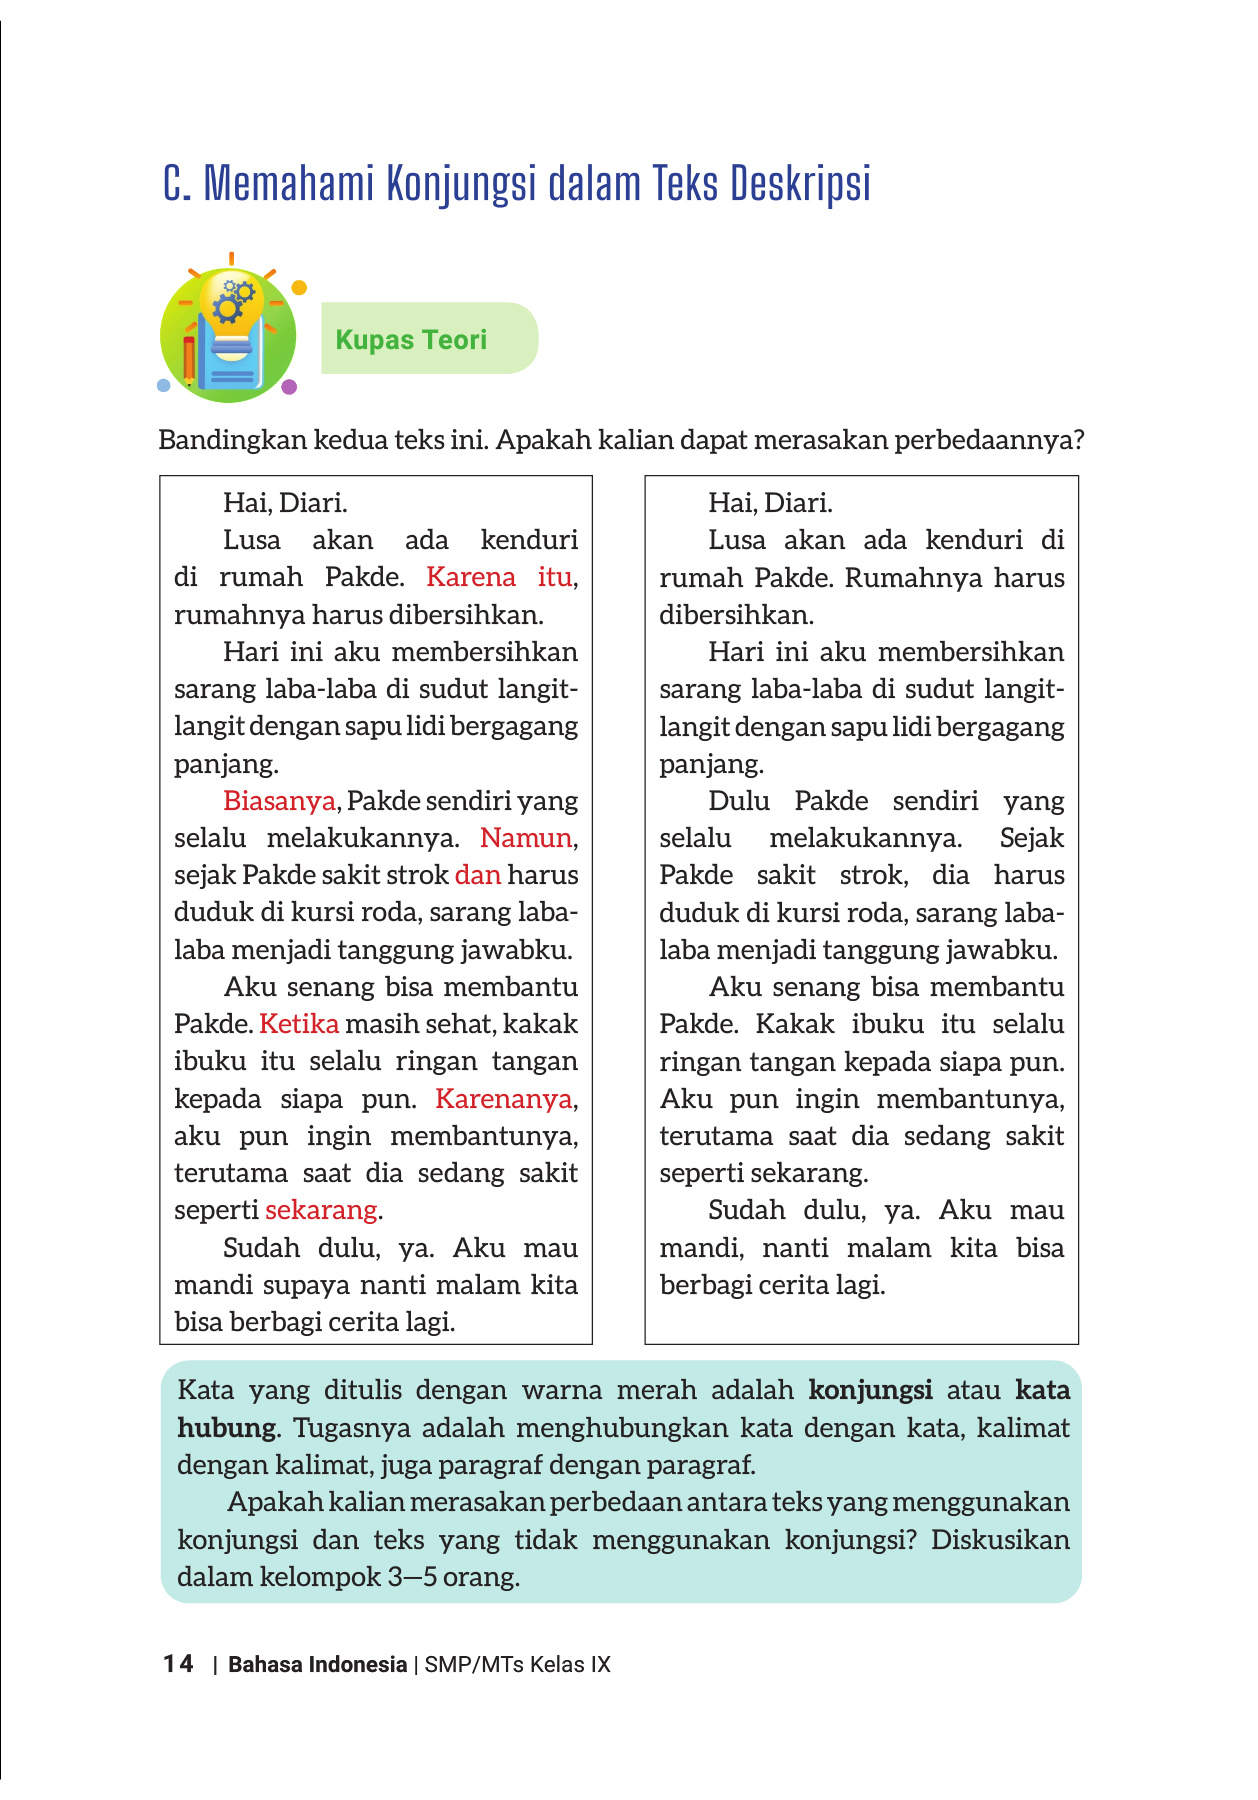 C. Memahami Konjungsi dalam Teks Deskripsi
Kupas Teori
Bandingkan kedua teks ini. Apakah kalian dapat merasakan perbedaannya?
Hai, Diari.
Lusa akan ada kenduri
di rumah Pakde. Karena itu,
rumahnya harus dibersihkan.
Hari ini aku membersihkan
sarang laba-laba di sudut langit-
langit dengan sapu lidi bergagang
panjang.
Biasanya, Pakde sendiri yang
selalu melakukannya. Namun,
sejak Pakde sakit strok dan harus
duduk di kursi roda, sarang laba-
laba menjadi tanggung jawabku.
Aku senang bisa membantu
Pakde. Ketika masih sehat, kakak
ibuku itu selalu ringan tangan
kepada siapa pun. Karenanya,
aku pun ingin membantunya,
terutama saat dia sedang sakit
seperti sekarang.
Sudah dulu, ya. Aku mau
mandi supaya nanti malam kita
bisa berbagi cerita lagi.
Hai, Diari.
Lusa akan ada kenduri di
rumah Pakde. Rumahnya harus
dibersihkan.
Hari ini aku membersihkan
sarang laba-laba di sudut langit-
langit dengan sapu lidi bergagang
panjang.
Dulu Pakde sendiri yang
selalu melakukannya. Sejak
Pakde sakit strok, dia harus
duduk di kursi roda, sarang laba-
laba menjadi tanggung jawabku.
Aku senang bisa membantu
Pakde. Kakak ibuku itu selalu
ringan tangan kepada siapa pun.
Aku pun ingin membantunya,
terutama saat dia sedang sakit
seperti sekarang.
Sudah dulu, ya. Aku mau
mandi, nanti malam kita bisa
berbagi cerita lagi.
Kata yang ditulis dengan warna merah adalah konjungsi atau kata
hubung. Tugasnya adalah menghubungkan kata dengan kata, kalimat
dengan kalimat, juga paragraf dengan paragraf.
Apakah kalian merasakan perbedaan antara teks yang menggunakan
konjungsi dan teks yang tidak menggunakan konjungsi? Diskusikan
dalam kelompok 3—5 orang.
14 | Bahasa Indonesia | SMP/MTs Kelas IX